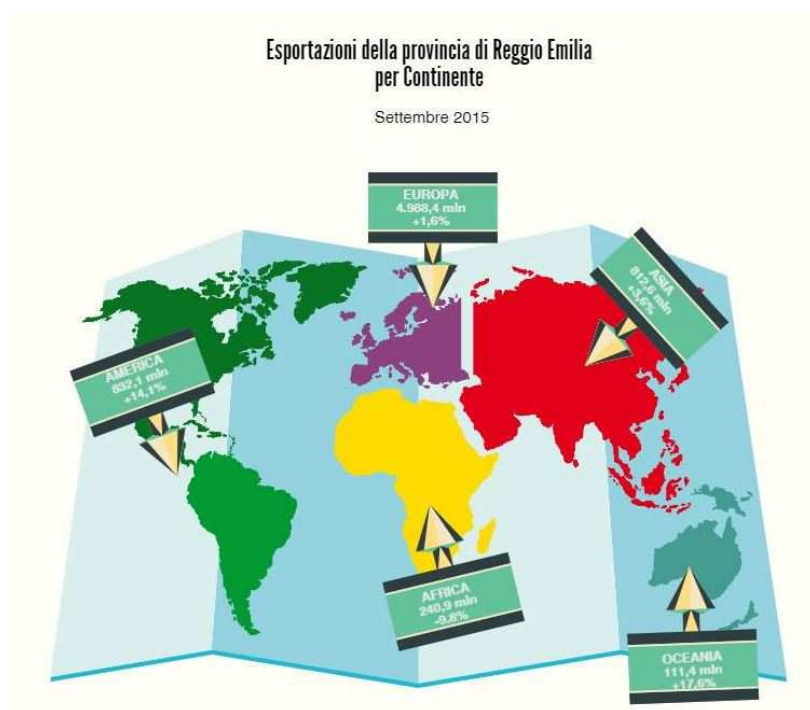 Esportazioni della provincia di Reggio Emilia
per Continente
Settembre 2015
EUROPA
4.988,4 mln
+1,6%
ASIA
812,6 mln
+3,6%
AMERICA
832,1 mln
+14,1%
AFRICA
240,9 mln
-9.8%
OCEANIA
111,4 mln
+17,6%